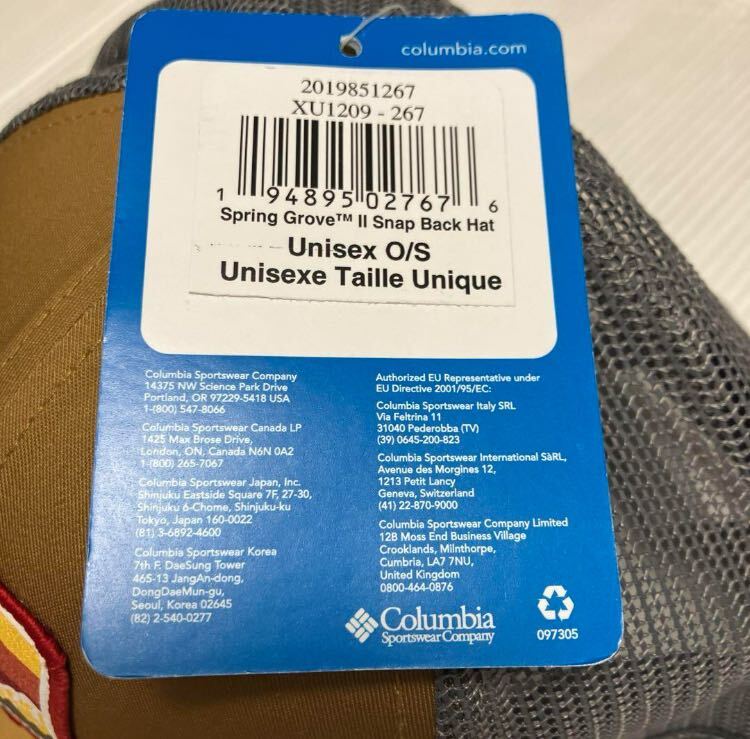 columbia.com
2019851267
XU1209 - 267
1 94895 02767 6
Spring Grove™ II Snap Back Hat
Unisex O/S
Unisexe Taille Unique
Columbia Sportswear Company
14375 NW Science Park Drive
Portland, OR 97229-5418 USA
1-(800) 547-8066
Columbia Sportswear Canada LP
1425 Max Brose Drive,
London, ON, Canada N6N 0A2
1-(800) 265-7067
Columbia Sportswear Japan, Inc.
Shinjuku Eastside Square 7F, 27-30,
Shinjuku 6-Chome, Shinjuku-ku
Tokyo, Japan 160-0022
(81) 3-6892-4600
Columbia Sportswear Korea
7th F. DaeSung Tower
465-13 JangAn-dong,
DongDaeMun-gu,
Seoul, Korea 02645
(82) 2-540-0277
Authorized EU Representative under
EU Directive 2001/95/EC:
Columbia Sportswear Italy SRL
Via Feltrina 11
31040 Pederobba (TV)
(39) 0645-200-823
Columbia Sportswear International SàRL,
Avenue des Morgines 12,
1213 Petit Lancy
Geneva, Switzerland
(41) 22-870-9000
Columbia Sportswear Company Limited
12B Moss End Business Village
Crooklands, Milnthorpe,
Cumbria, LA7 7NU,
United Kingdom
0800-464-0876
Columbia
Sportswear Company
097305